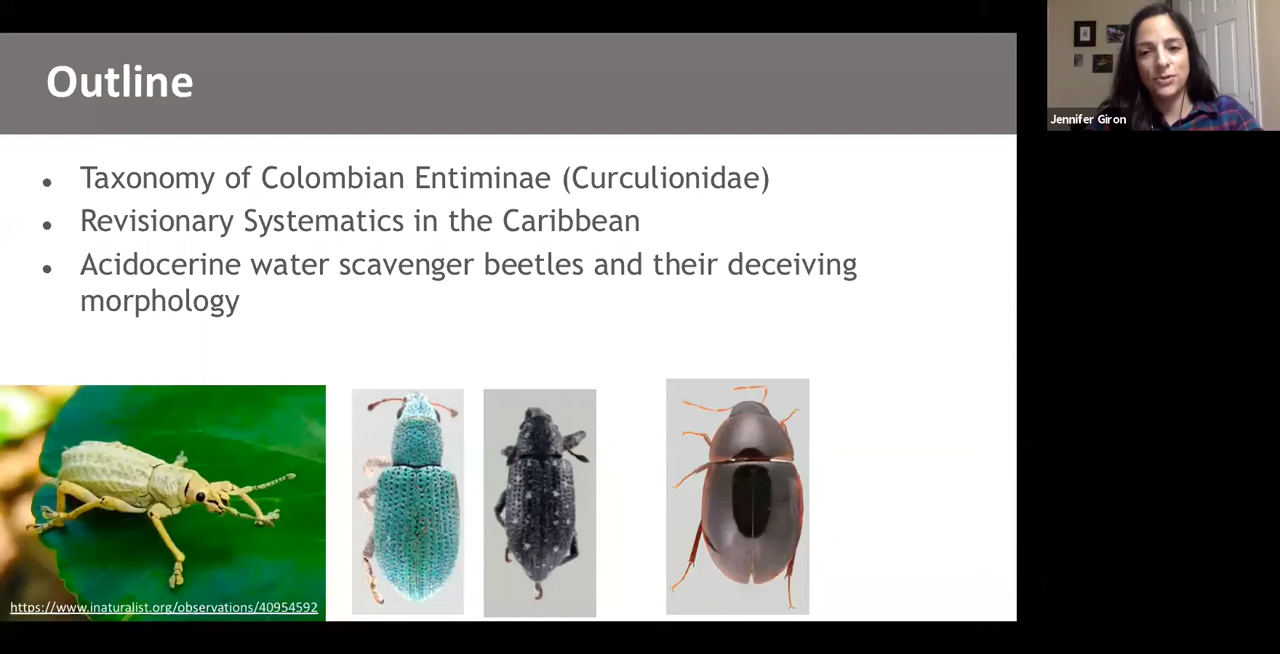 Outline
• Taxonomy of Colombian Entiminae (Curculionidae)
• Revisionary Systematics in the Caribbean
• Acidocerine water scavenger beetles and their deceiving
morphology
https://www.inaturalist.org/observations/40954592
Jennifer Giron